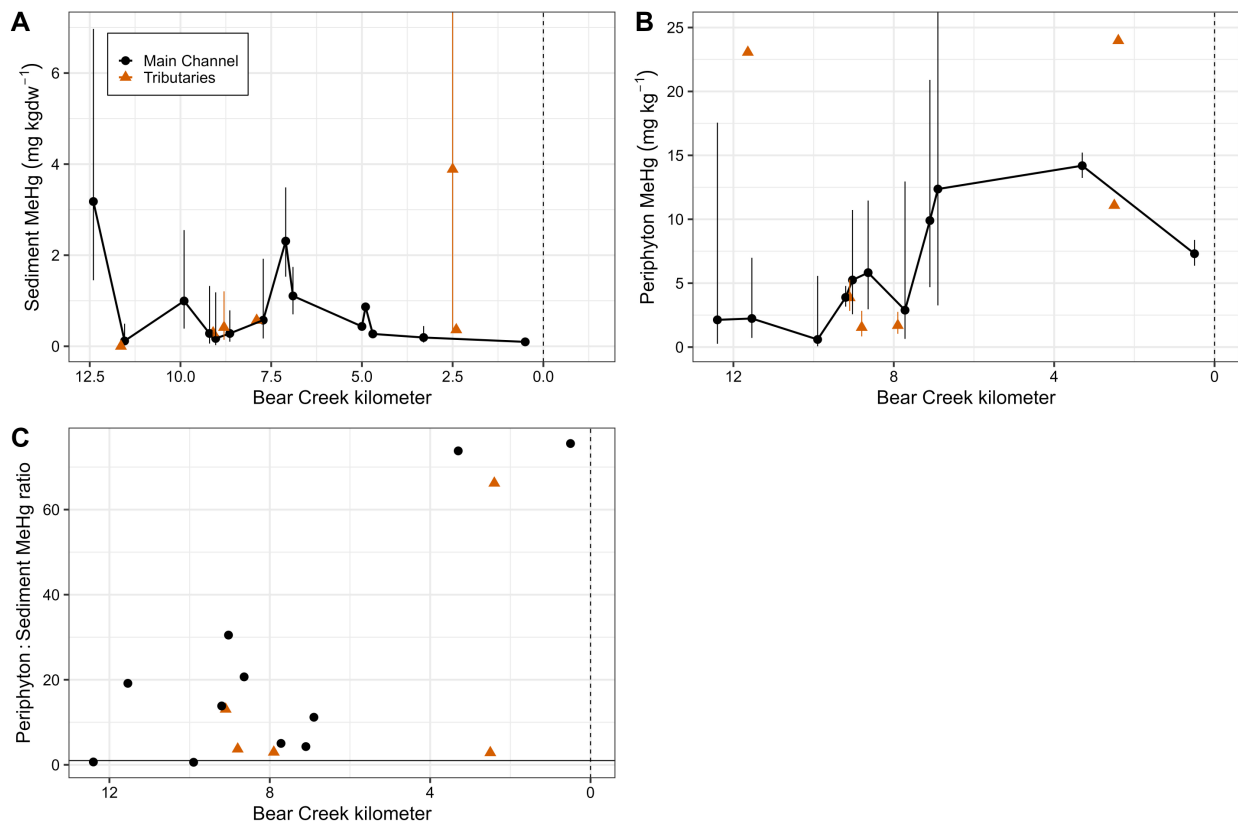 A
Sediment MeHg (mg kgdw⁻¹)
6
4
2
0
Main Channel
Tributaries
12.5 10.0 7.5 5.0 2.5 0.0
Bear Creek kilometer
B
Periphyton MeHg (mg kg⁻¹)
25
20
15
10
5
0
12 8 4 0
Bear Creek kilometer
C
Periphyton : Sediment MeHg ratio
60
40
20
0
12 8 4 0
Bear Creek kilometer